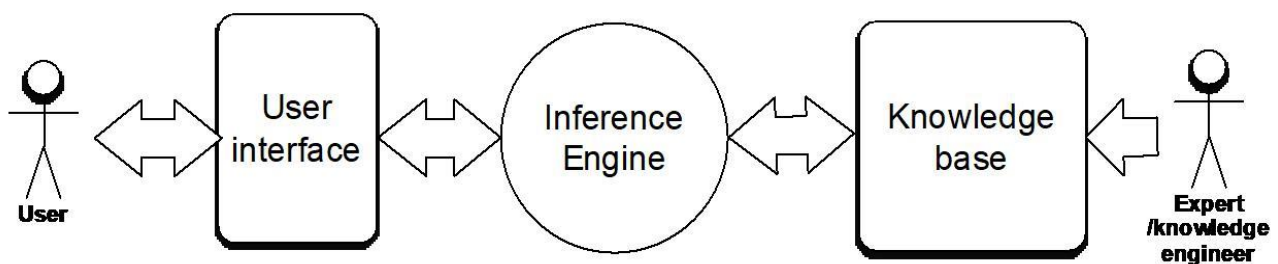 User
User
interface
Inference
Engine
Knowledge
base
Expert
/knowledge
engineer